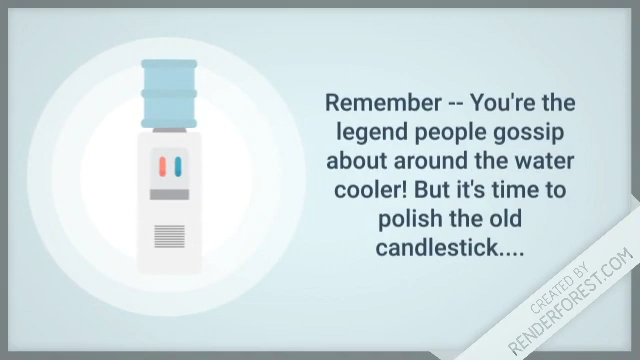 Remember -- You're the
legend people gossip
about around the water
cooler! But it's time to
polish the old
candlestick....
CREATED BY
RENDERFOREST.COM